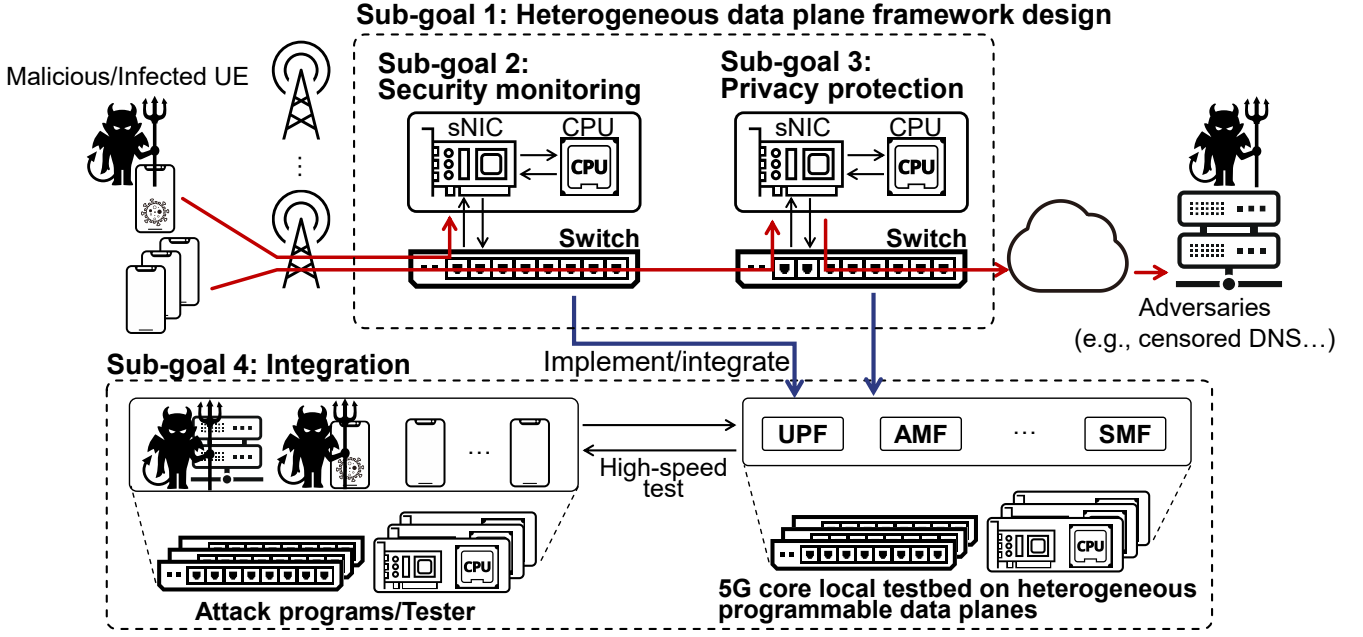 Sub-goal 1: Heterogeneous data plane framework design
Malicious/Infected UE
Sub-goal 2:
Security monitoring
sNIC
CPU
CPU
Switch
Sub-goal 3:
Privacy protection
sNIC
CPU
CPU
Switch
Adversaries
(e.g., censored DNS...)
Implement/integrate
Sub-goal 4: Integration
...
High-speed
test
UPF
AMF
...
SMF
CPU
Attack programs/Tester
CPU
5G core local testbed on heterogeneous
programmable data planes